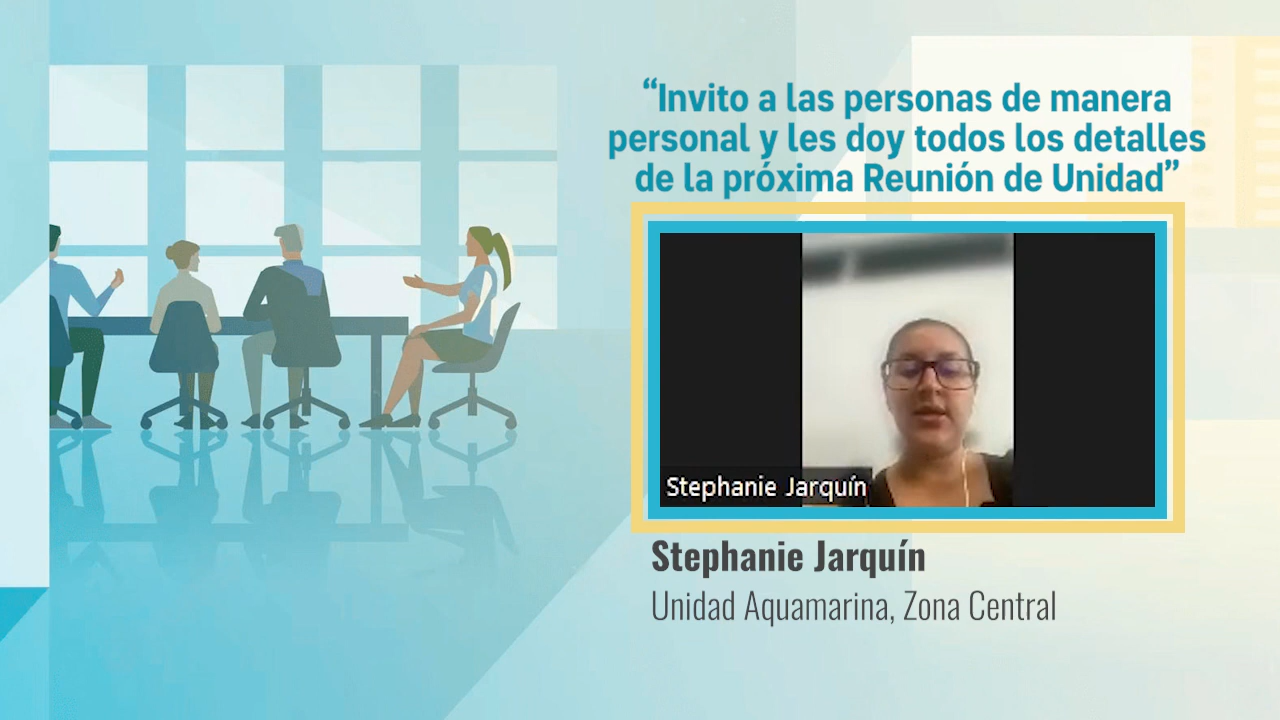 “Invito a las personas de manera
personal y les doy todos los detalles
de la próxima Reunión de Unidad”
Stephanie Jarquín
Stephanie Jarquín
Unidad Aquamarina, Zona Central